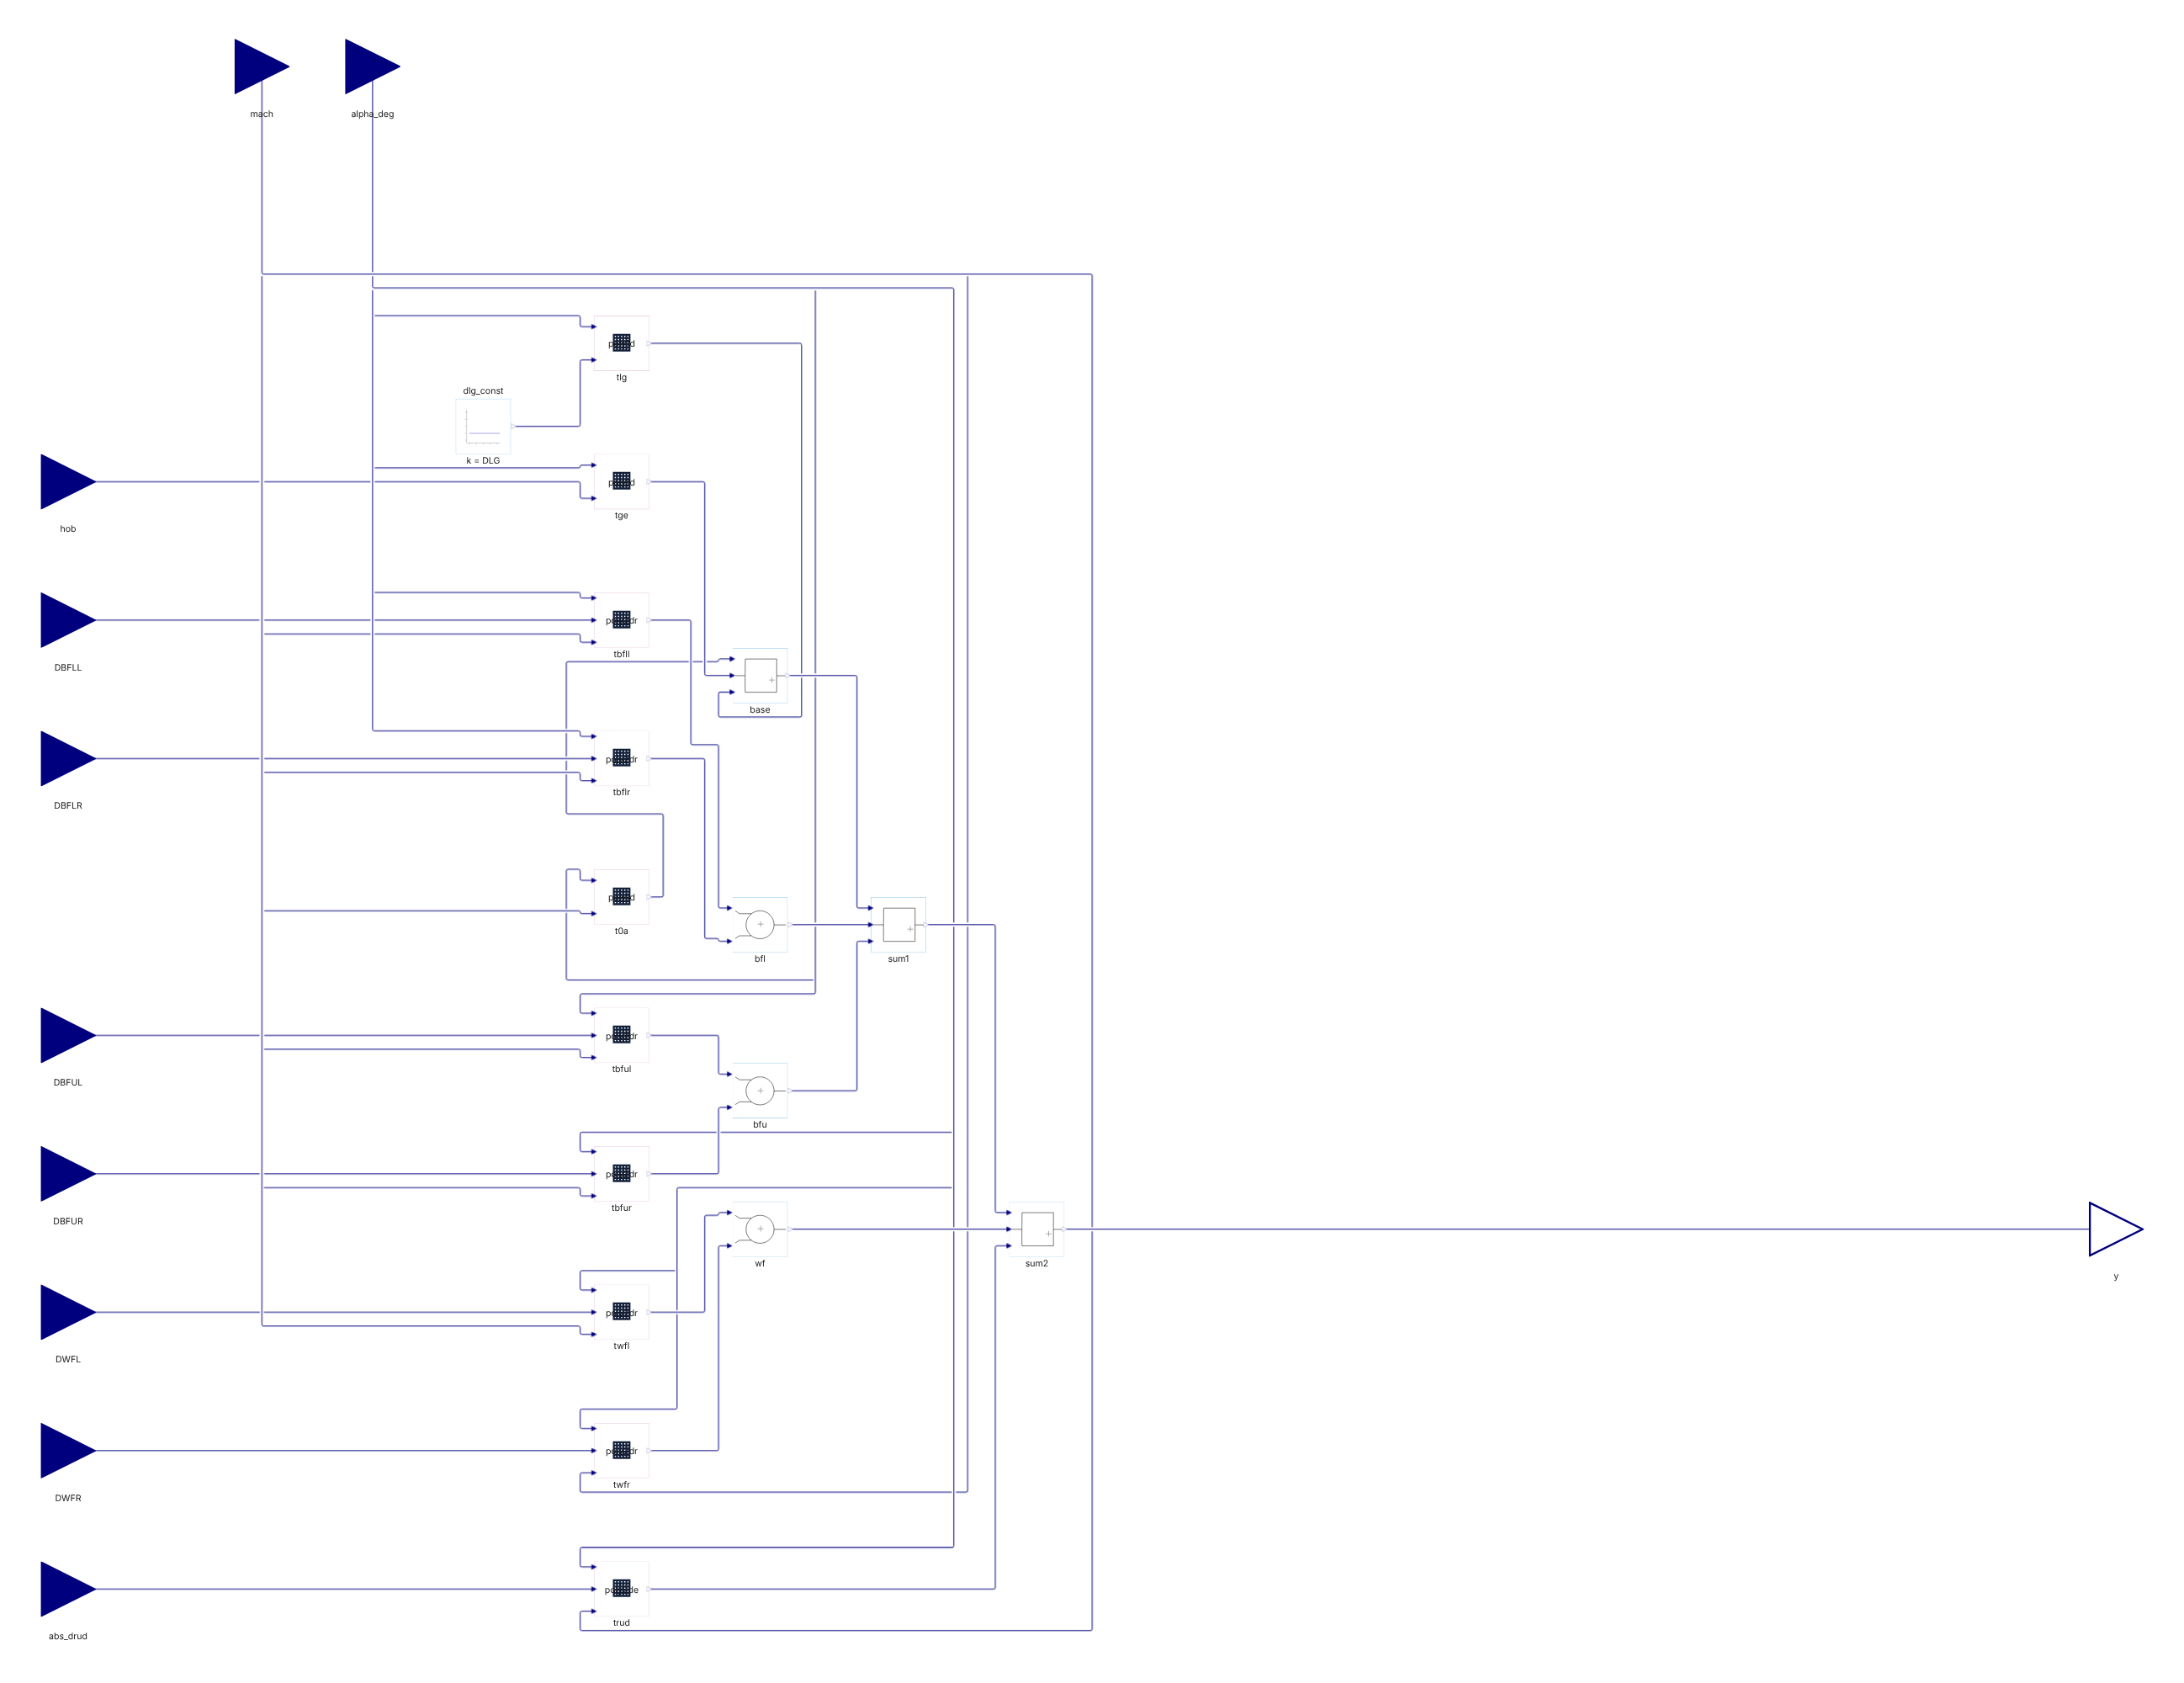 mach
alpha_deg
tlg
dlg_const
k = DLG
hob
tge
DBFLL
tbfll
base
DBFLR
tbflr
t0a
bfl
sum1
DBFUL
tbful
bfu
DBFUR
tbfur
wf
sum2
y
DWFL
twfl
DWFR
twfr
abs_drud
trud